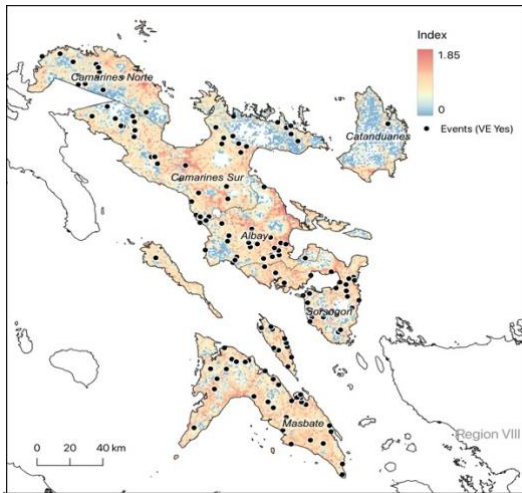 Index
1.85
0
Events (VE Yes)
Camarines Norte
Catanduanes
Camarines Sur
Albay
Sorsogon
Masbate
Region VIII
0 20 40 km